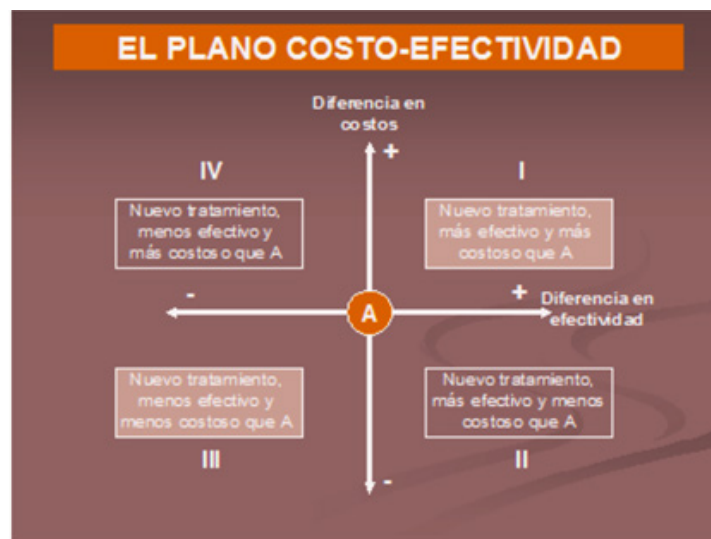 EL PLANO COSTO-EFECTIVIDAD
Diferencia en
costos
+
IV
I
Nuevo tratamiento,
menos efectivo y
más costoso que A
Nuevo tratamiento,
más efectivo y más
costoso que A
-
+
Diferencia en
efectividad
A
Nuevo tratamiento,
menos efectivo y
menos costoso que A
Nuevo tratamiento,
más efectivo y menos
costoso que A
III
II
-